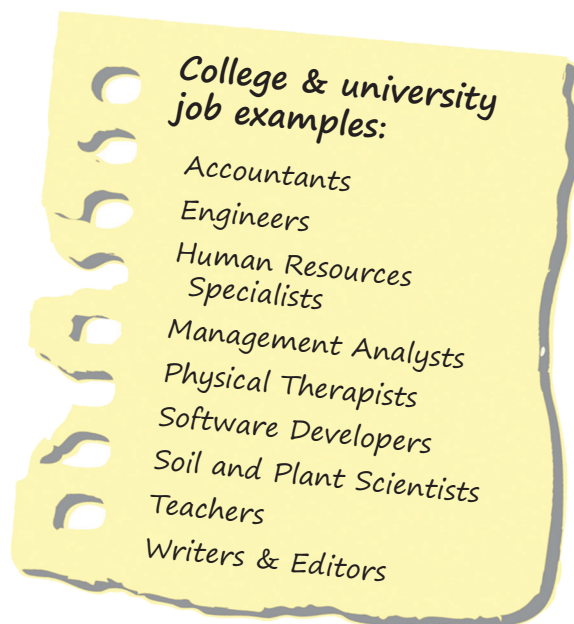 College & university
job examples:
Accountants
Engineers
Human Resources
Specialists
Management Analysts
Physical Therapists
Software Developers
Soil and Plant Scientists
Teachers
Writers & Editors